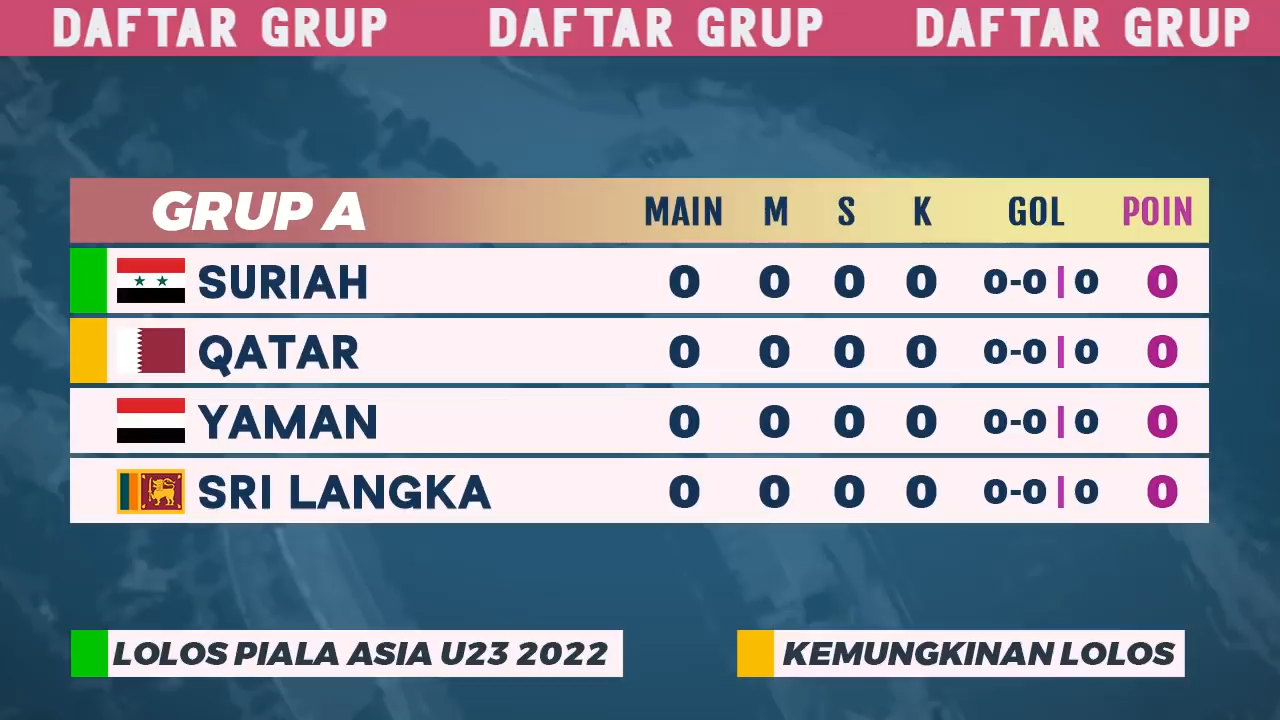 DAFTAR GRUP DAFTAR GRUP DAFTAR GRUP
GRUP A MAIN M S K GOL POIN
SURIAH 0 0 0 0 0-0 | 0 0
QATAR 0 0 0 0 0-0 | 0 0
YAMAN 0 0 0 0 0-0 | 0 0
SRI LANGKA 0 0 0 0 0-0 | 0 0
LOLOS PIALA ASIA U23 2022 KEMUNGKINAN LOLOS